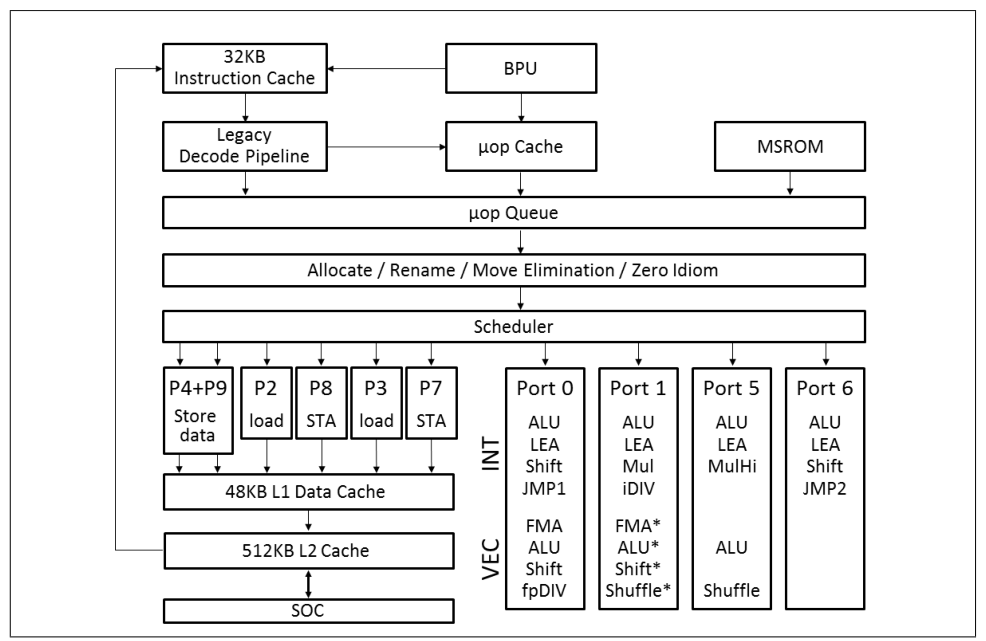 32KB
Instruction Cache
BPU
Legacy
Decode Pipeline
μop Cache
MSROM
μop Queue
Allocate / Rename / Move Elimination / Zero Idiom
Scheduler
P4+P9
Store
data
P2
load
P8
STA
P3
load
P7
STA
48KB L1 Data Cache
512KB L2 Cache
SOC
INT
VEC
Port 0
ALU
LEA
Shift
JMP1
FMA
ALU
Shift
fpDIV
Port 1
ALU
LEA
Mul
iDIV
FMA*
ALU*
Shift*
Shuffle*
Port 5
ALU
LEA
MulHi
ALU
Shuffle
Port 6
ALU
LEA
Shift
JMP2